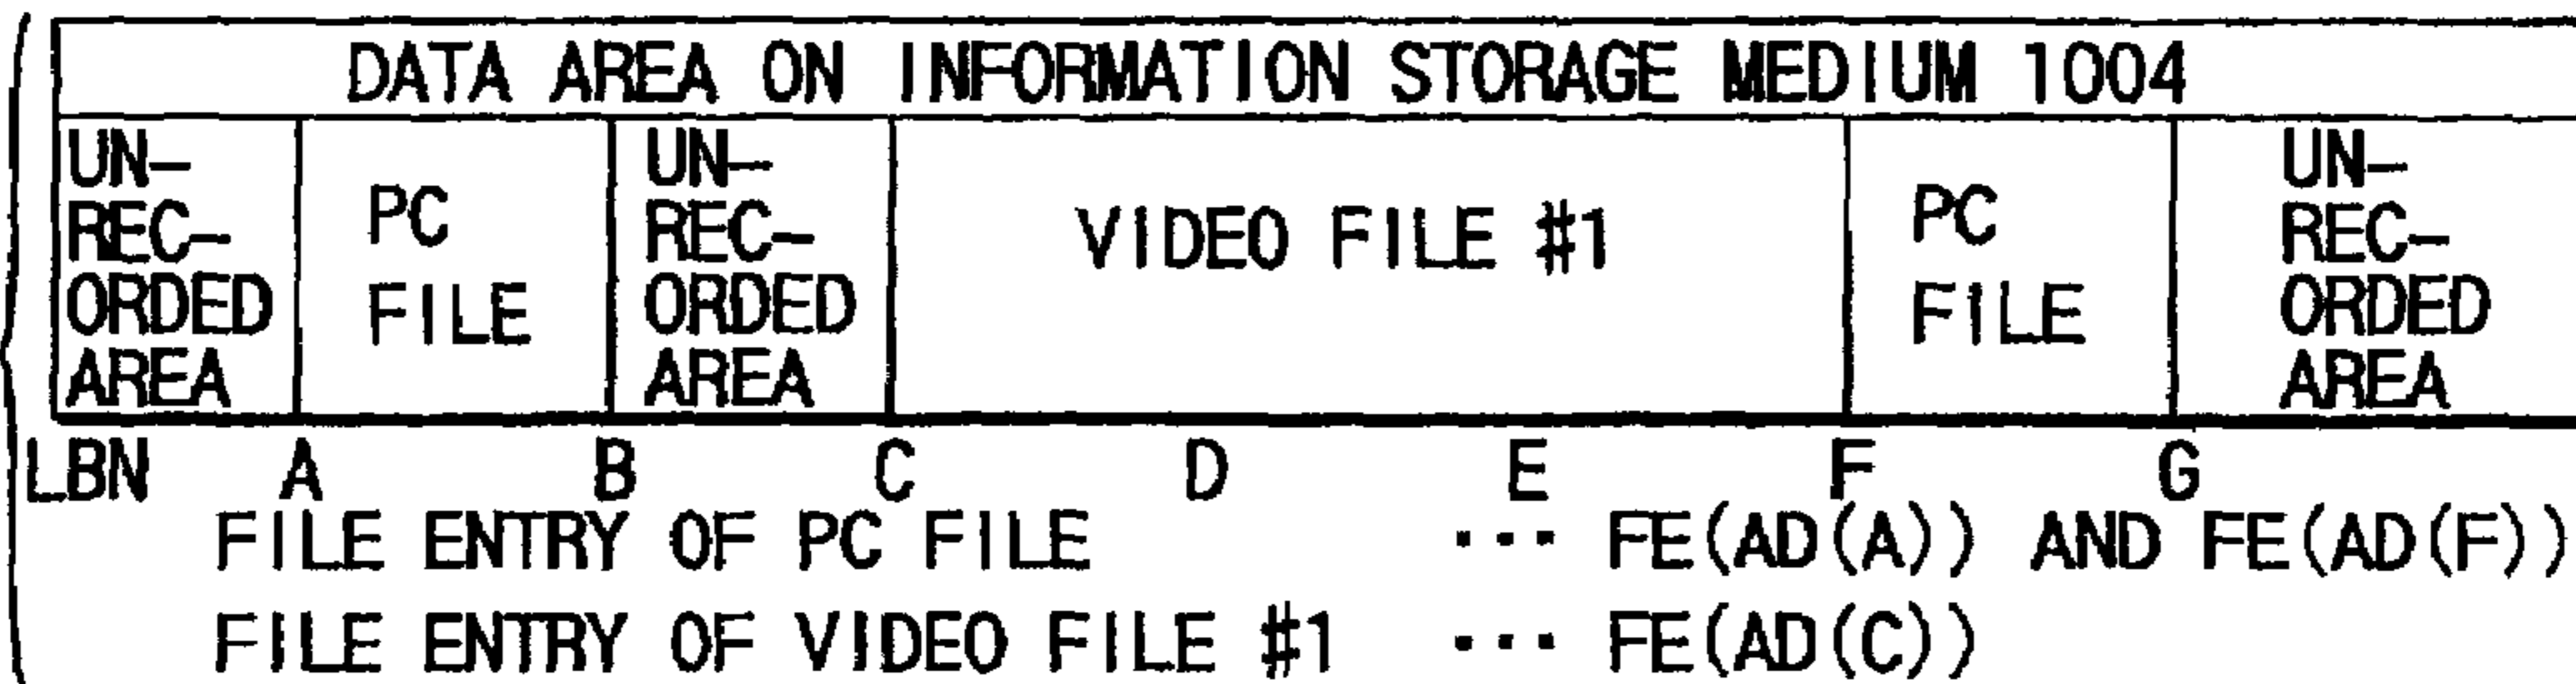 DATA AREA ON INFORMATION STORAGE MEDIUM 1004
UN-
REC-
ORDED
AREA
PC
FILE
UN-
REC-
ORDED
AREA
VIDEO FILE #1
PC
FILE
UN-
REC-
ORDED
AREA
LBN A B C D E F G
FILE ENTRY OF PC FILE ··· FE(AD(A)) AND FE(AD(F))
FILE ENTRY OF VIDEO FILE #1 ··· FE(AD(C))